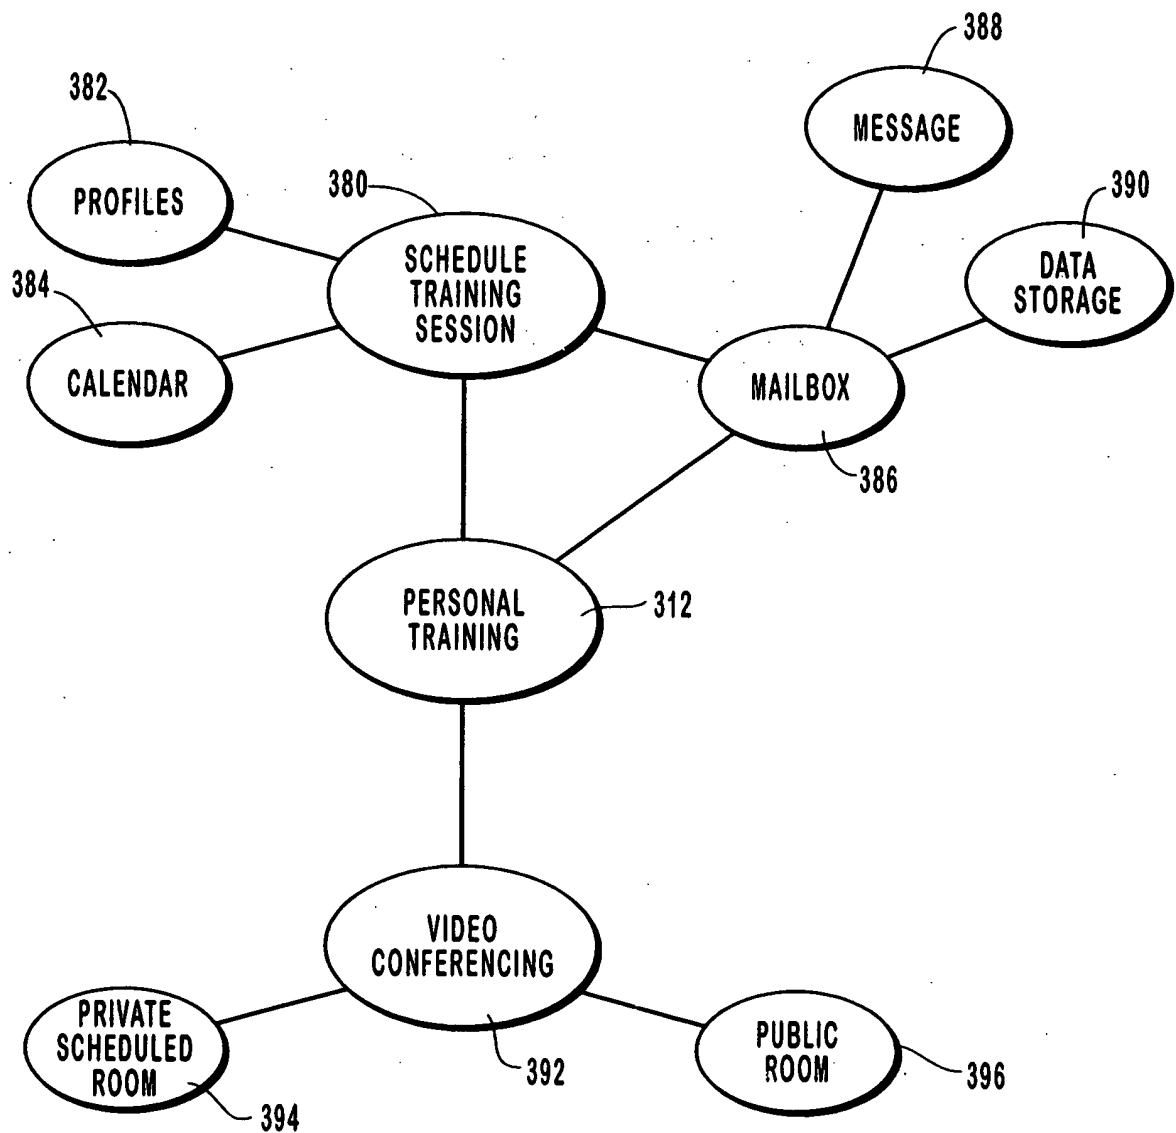 388
382
MESSAGE
PROFILES
380
390
SCHEDULE
TRAINING
SESSION
DATA
STORAGE
384
CALENDAR
MAILBOX
386
PERSONAL
TRAINING
312
VIDEO
CONFERENCING
PRIVATE
SCHEDULED
ROOM
PUBLIC
ROOM
392
396
394